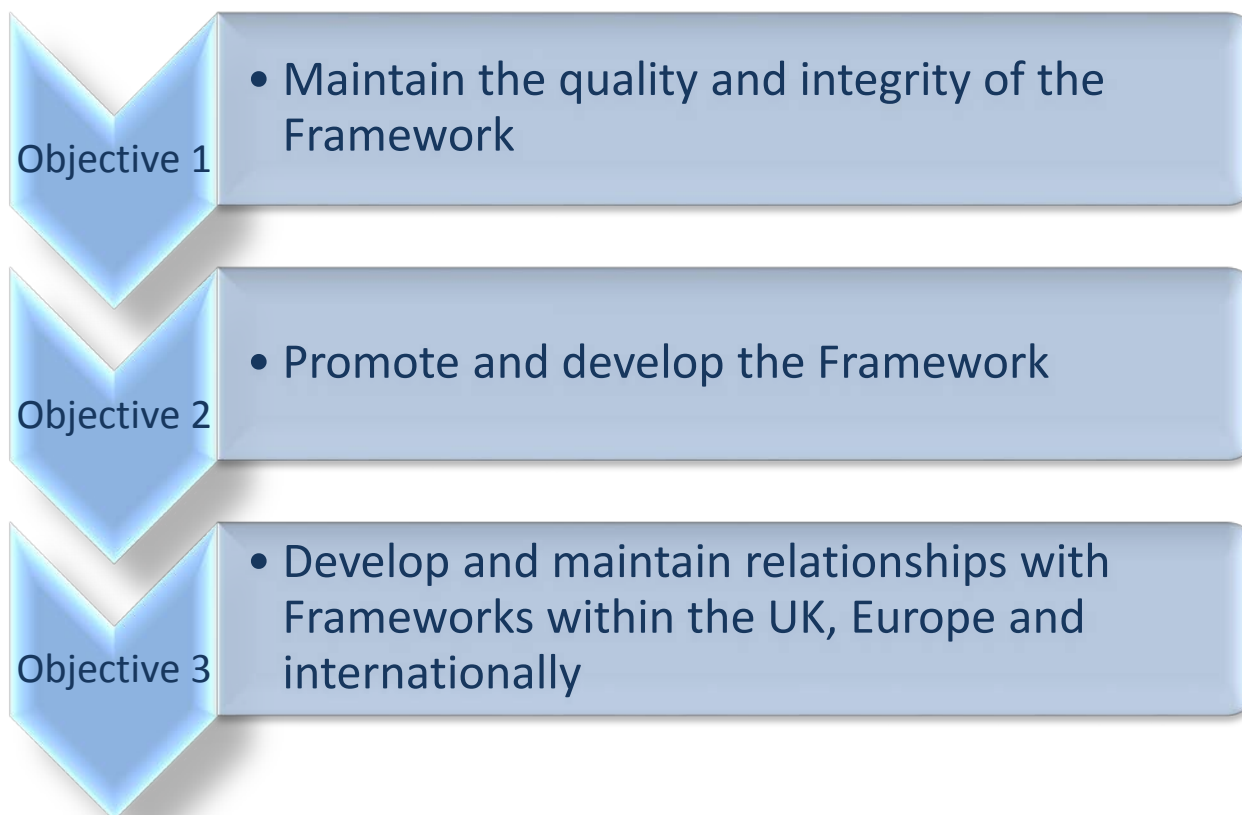 Objective 1
• Maintain the quality and integrity of the
Framework
Objective 2
• Promote and develop the Framework
Objective 3
• Develop and maintain relationships with
Frameworks within the UK, Europe and
internationally